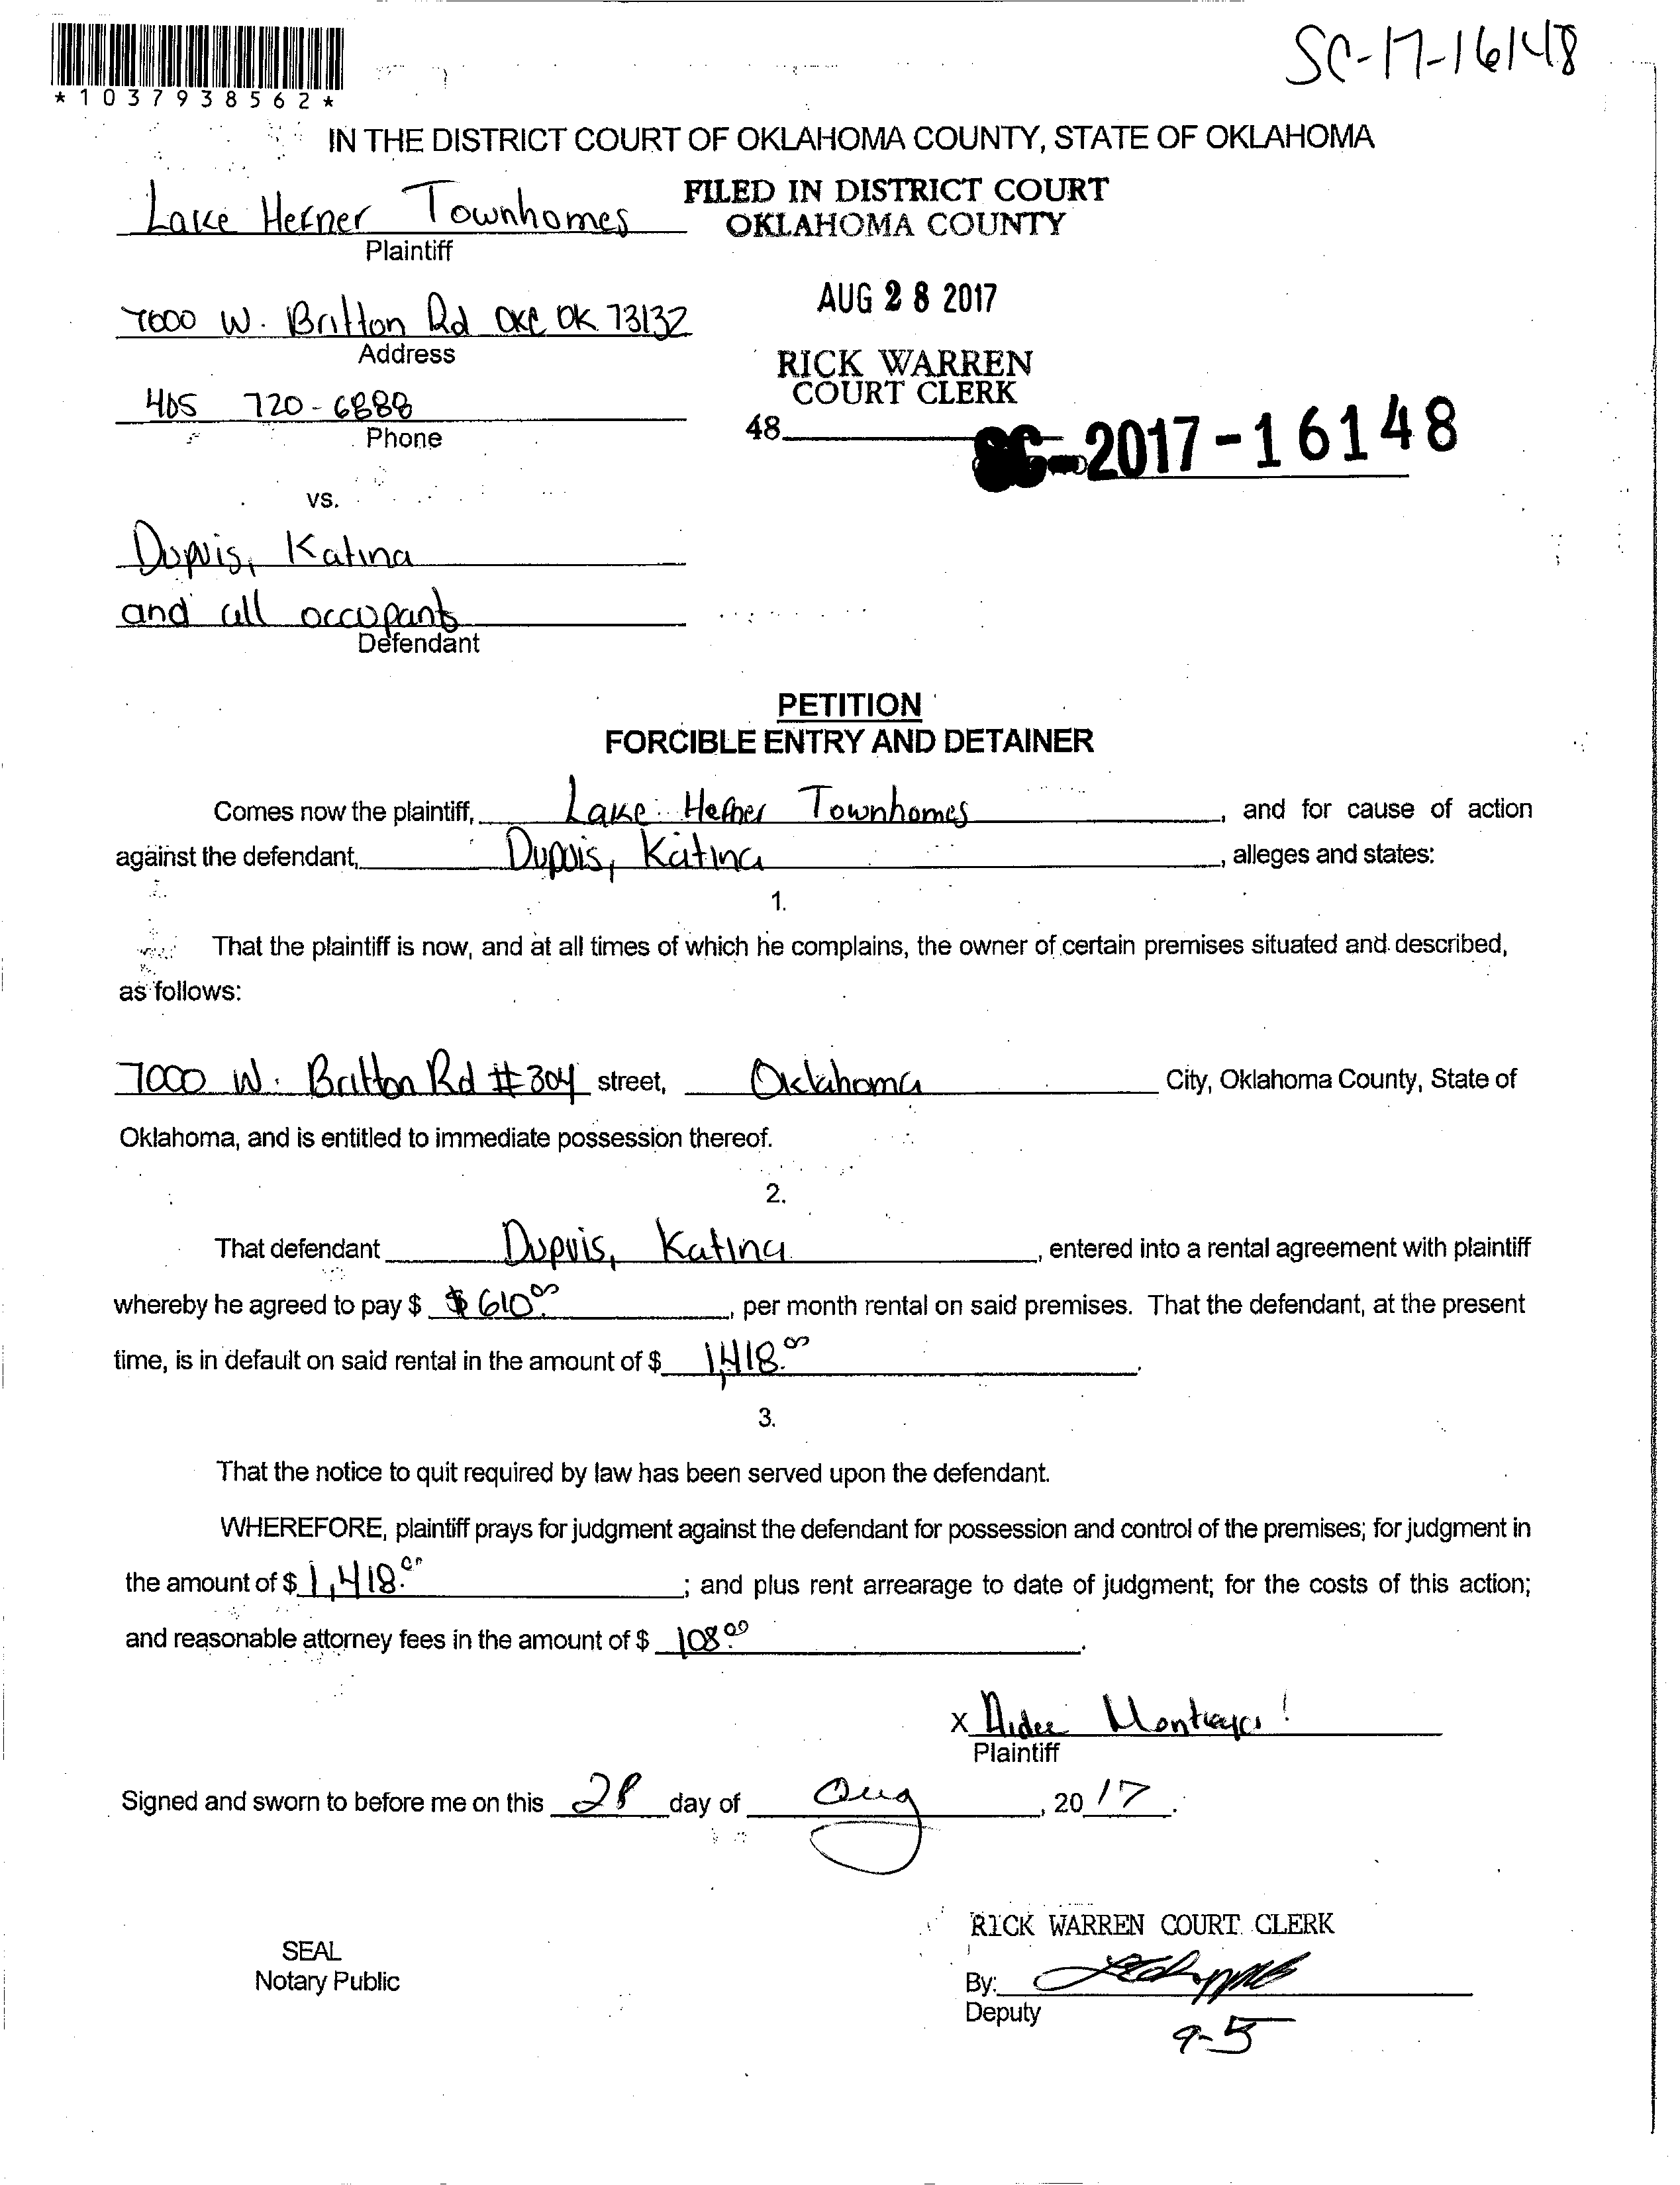 SC-17-16148
*1037938562*
IN THE DISTRICT COURT OF OKLAHOMA COUNTY, STATE OF OKLAHOMA
Lake Hefner Townhomes
Plaintiff
FILED IN DISTRICT COURT
OKLAHOMA COUNTY
7000 W. Britton Rd OKC OK 73132
Address
AUG 28 2017
RICK WARREN
COURT CLERK
405 720-6888
Phone
48
SC-2017-16148
vs.
Dupuis, Katina
and all occupants
Defendant
PETITION
FORCIBLE ENTRY AND DETAINER
Comes now the plaintiff, Lake Hefner Townhomes, and for cause of action
against the defendant, Dupuis, Katina, alleges and states:
1.
That the plaintiff is now, and at all times of which he complains, the owner of certain premises situated and described,
as follows:
7000 W. Britton Rd #304 street, Oklahoma City, Oklahoma County, State of
Oklahoma, and is entitled to immediate possession thereof.
2.
That defendant Dupuis, Katina, entered into a rental agreement with plaintiff
whereby he agreed to pay $ $610.00, per month rental on said premises. That the defendant, at the present
time, is in default on said rental in the amount of $ 1,418.00.
3.
That the notice to quit required by law has been served upon the defendant.
WHEREFORE, plaintiff prays for judgment against the defendant for possession and control of the premises; for judgment in
the amount of $ 1,418.00; and plus rent arrearage to date of judgment; for the costs of this action;
and reasonable attorney fees in the amount of $ 108.00.
x Aidee
Plaintiff
Signed and sworn to before me on this 28 day of Aug, 2017.
RICK WARREN COURT CLERK
SEAL
Notary Public
By:
Deputy
9-5